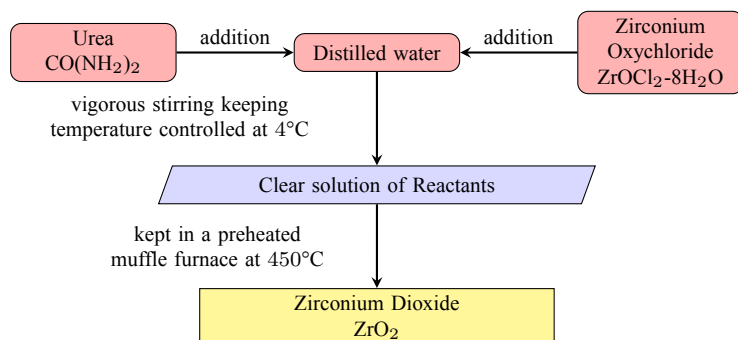 Urea
CO(NH₂)₂
addition
Distilled water
addition
Zirconium
Oxychloride
ZrOCl₂-8H₂O
vigorous stirring keeping
temperature controlled at 4°C
Clear solution of Reactants
kept in a preheated
muffle furnace at 450°C
Zirconium Dioxide
ZrO₂